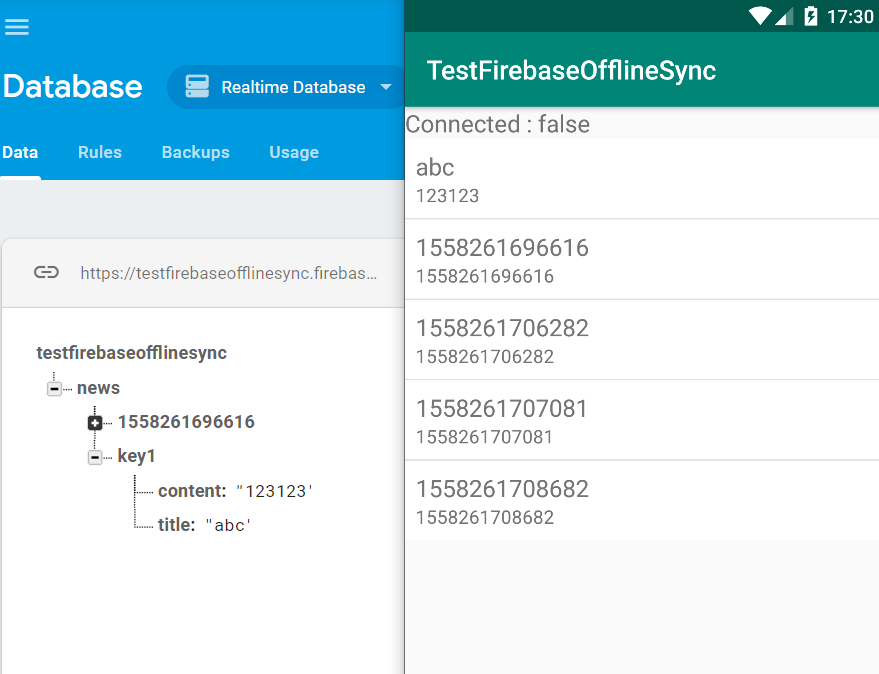 Database
Realtime Database
Data
Rules
Backups
Usage
https://testfirebaseofflinesync.firebas...
testfirebaseofflinesync
news
1558261696616
key1
content: "123123"
title: "abc"
17:30
TestFirebaseOfflineSync
Connected : false
abc
123123
1558261696616
1558261696616
1558261706282
1558261706282
1558261707081
1558261707081
1558261708682
1558261708682